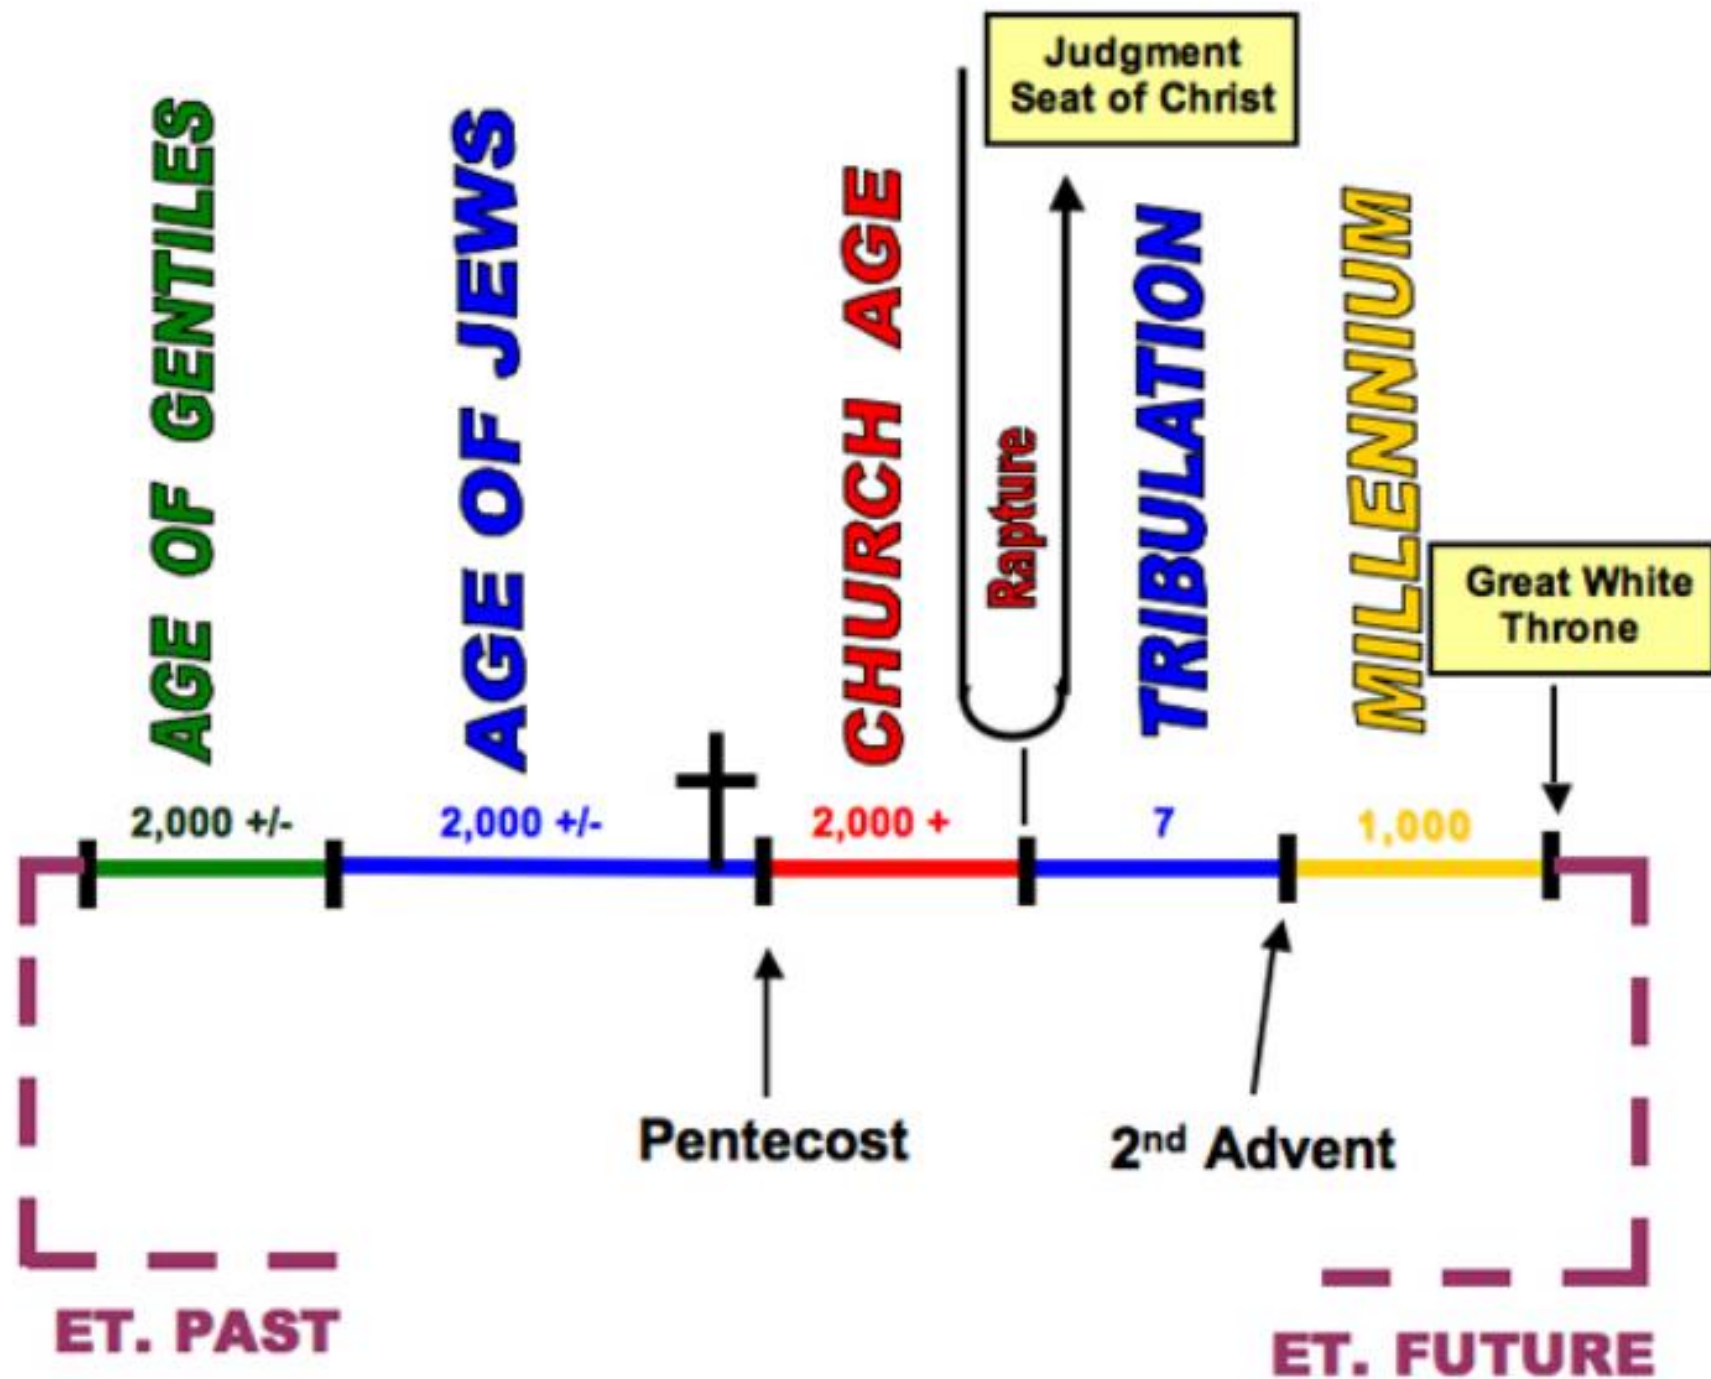 Judgment
Seat of Christ
AGE OF GENTILES
AGE OF JEWS
CHURCH AGE
Rapture
TRIBULATION
MILLENNIUM
Great White
Throne
2,000 +/-
2,000 +/-
2,000 +
7
1,000
Pentecost
2nd Advent
ET. PAST
ET. FUTURE